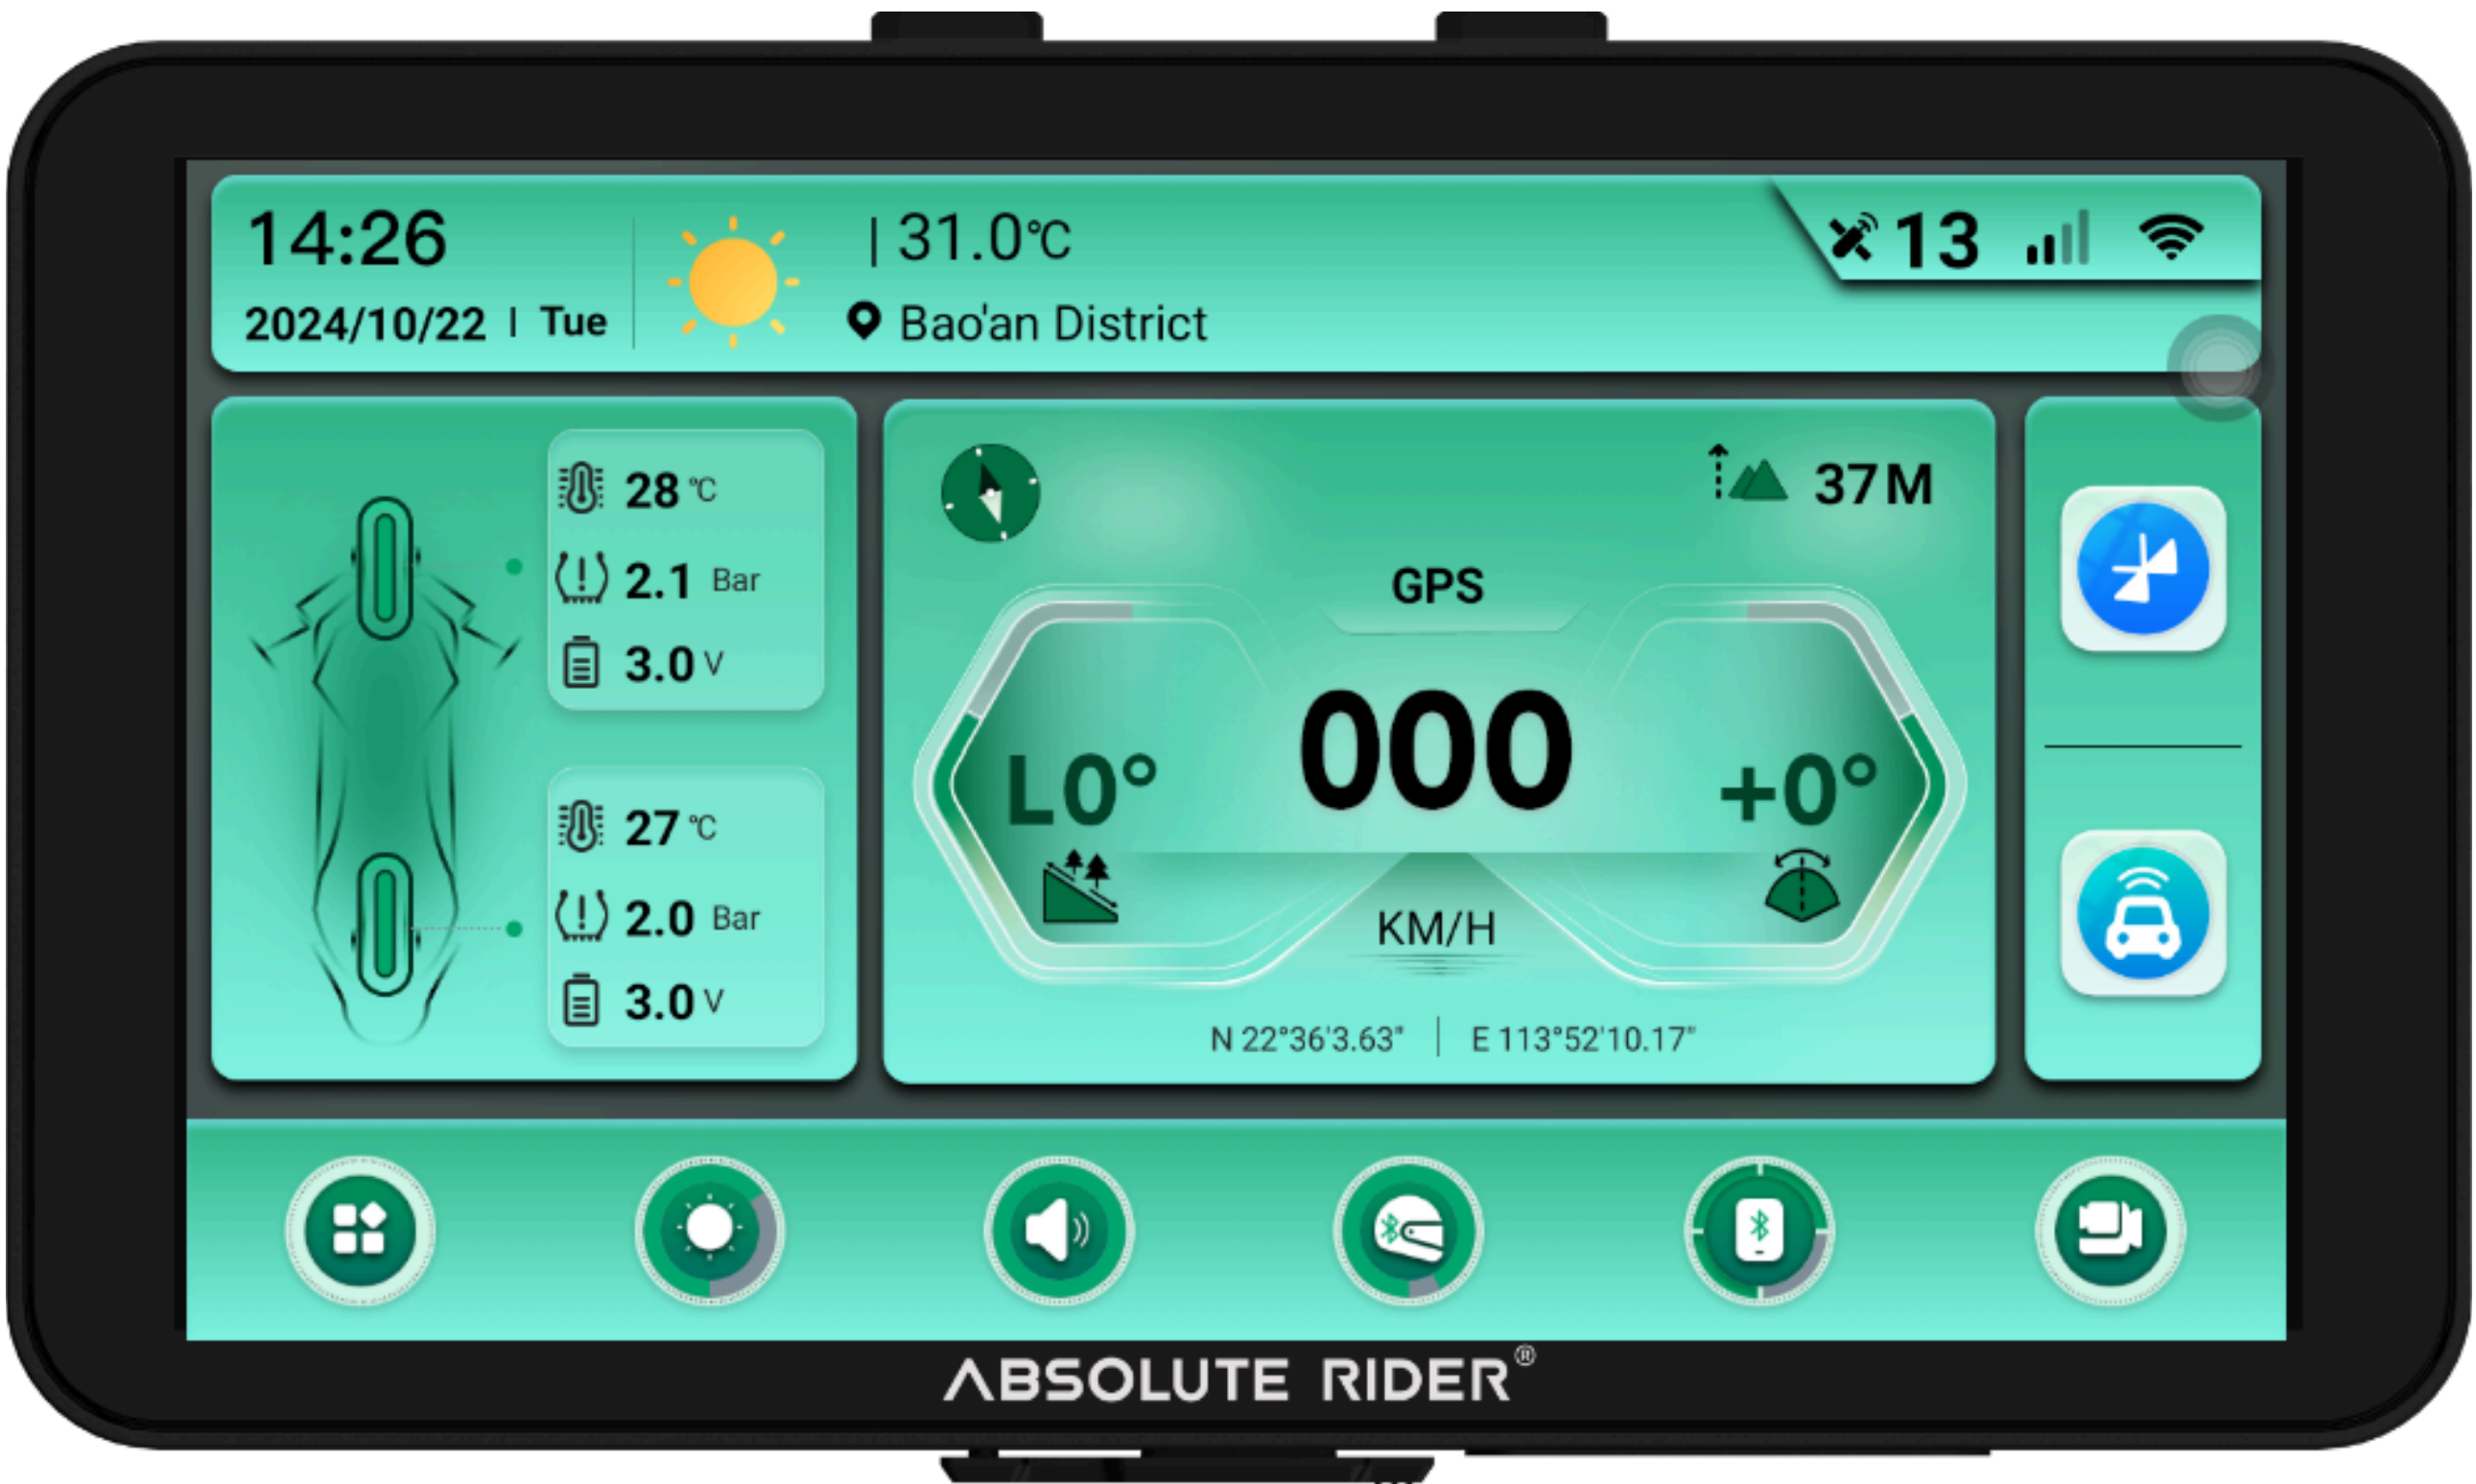 14:26
2024/10/22 | Tue
| 31.0℃
Bao'an District
13
28 ℃
2.1 Bar
3.0 V
27 ℃
2.0 Bar
3.0 V
37M
GPS
000
L0°
+0°
KM/H
N 22°36'3.63" | E 113°52'10.17"
ABSOLUTE RIDER®